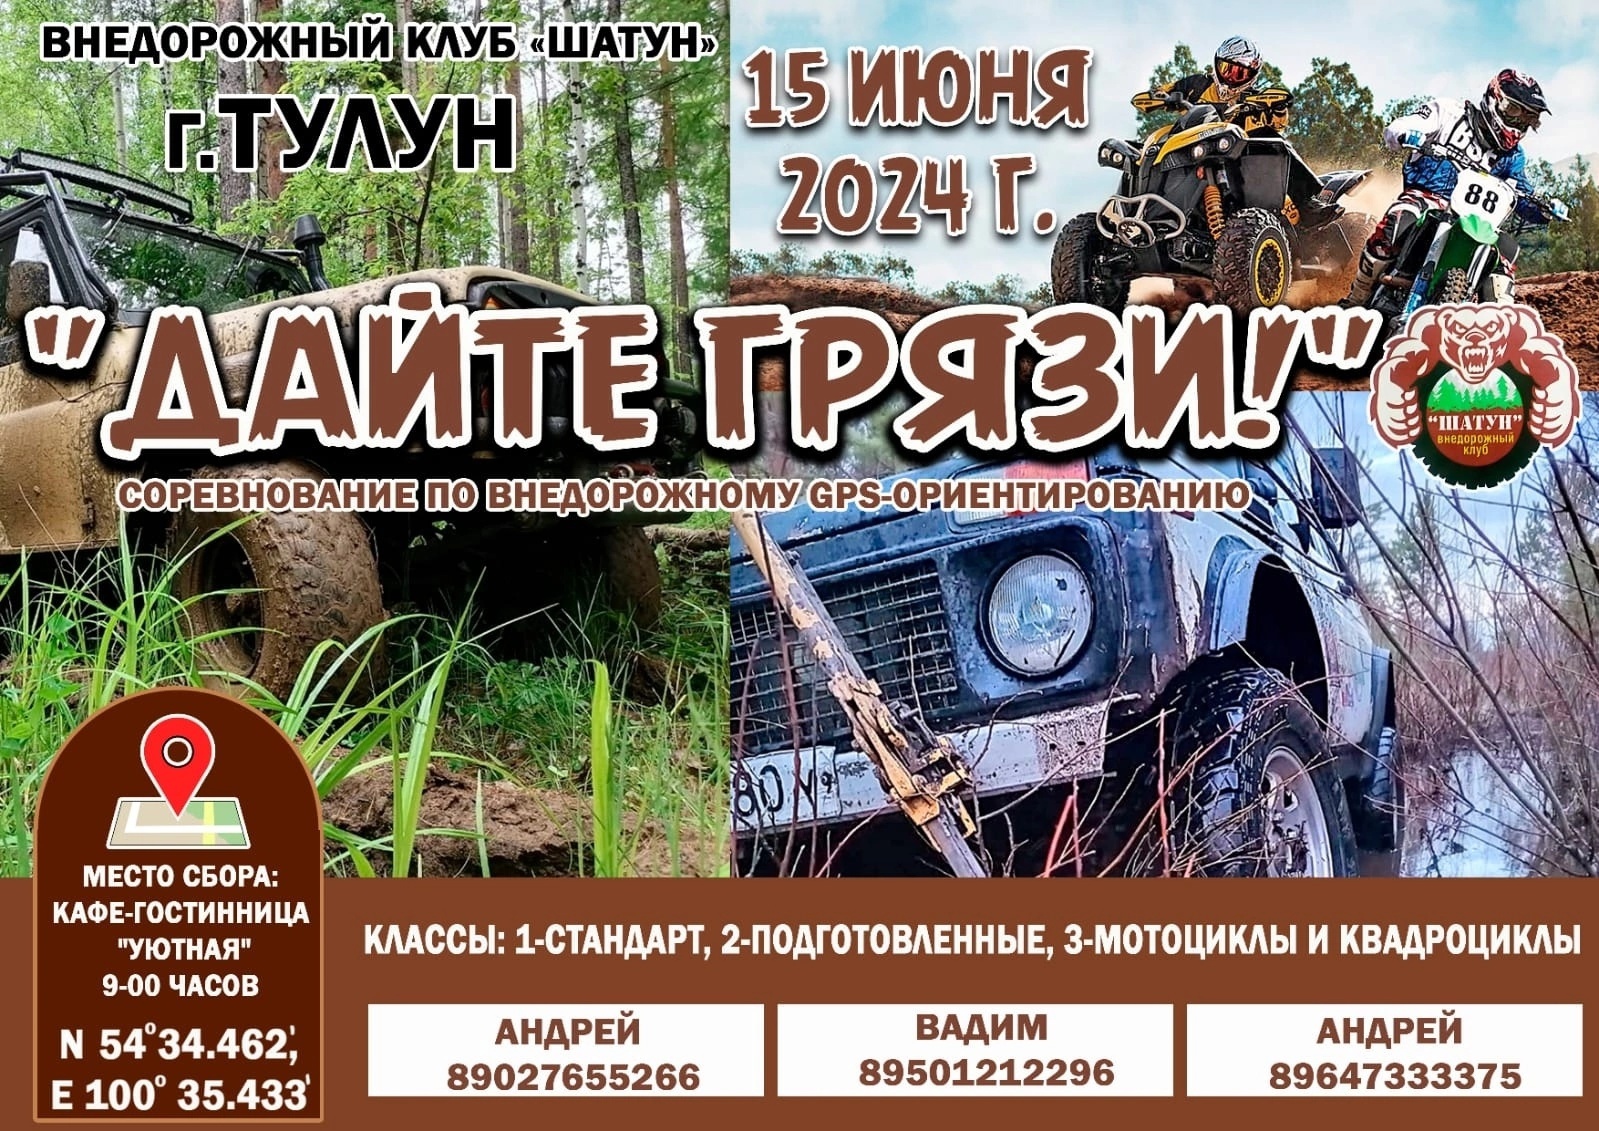 ВНЕДОРОЖНЫЙ КЛУБ «ШАТУН»
г.ТУЛУН
15 ИЮНЯ
2024 Г.
88
"ДАЙТЕ ГРЯЗИ!"
"ШАТУН"
внедорожный
клуб
СОРЕВНОВАНИЕ ПО ВНЕДОРОЖНОМУ GPS-ОРИЕНТИРОВАНИЮ
МЕСТО СБОРА:
КАФЕ-ГОСТИННИЦА
"УЮТНАЯ"
9-00 ЧАСОВ
N 54° 34.462',
E 100° 35.433'
КЛАССЫ: 1-СТАНДАРТ, 2-ПОДГОТОВЛЕННЫЕ, 3-МОТОЦИКЛЫ И КВАДРОЦИКЛЫ
АНДРЕЙ
89027655266
ВАДИМ
89501212296
АНДРЕЙ
89647333375